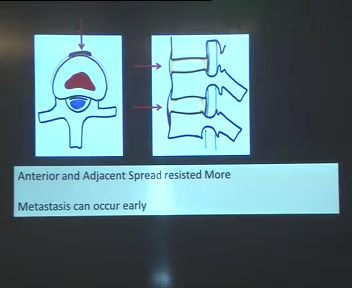 Anterior and Adjacent Spread resisted More
Metastasis can occur early